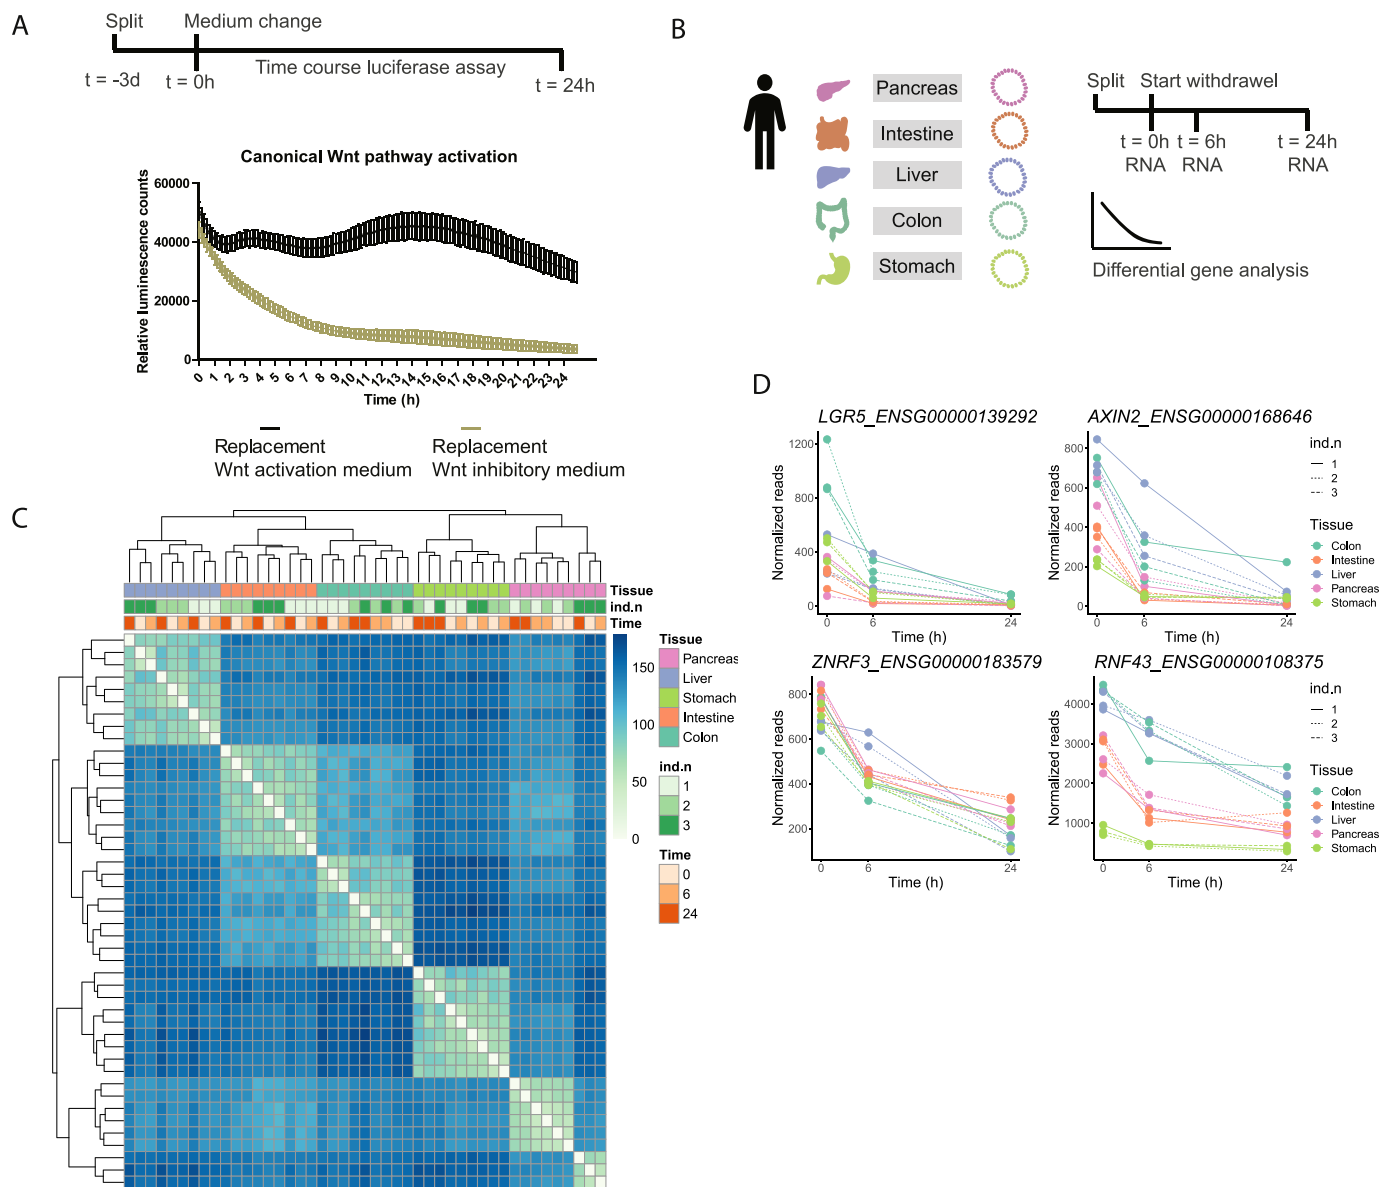 A
Split
Medium change
Time course luciferase assay
t = -3d
t = 0h
t = 24h
Canonical Wnt pathway activation
Relative luminescence counts
60000
40000
20000
0
0 1 2 3 4 5 6 7 8 9 10 11 12 13 14 15 16 17 18 19 20 21 22 23 24
Time (h)
Replacement
Wnt activation medium
Replacement
Wnt inhibitory medium
B
Pancreas
Intestine
Liver
Colon
Stomach
Split
Start withdrawel
t = 0h
RNA
t = 6h
RNA
t = 24h
RNA
Differential gene analysis
C
Tissue
ind.n
Time
150
100
50
0
Tissue
Pancreas
Liver
Stomach
Intestine
Colon
ind.n
1
2
3
Time
0
6
24
D
LGR5_ENSG00000139292
Normalized reads
1200
800
400
0
0 6 24
Time (h)
AXIN2_ENSG00000168646
Normalized reads
800
600
400
200
0
0 6 24
Time (h)
ind.n
1
2
3
Tissue
Colon
Intestine
Liver
Pancreas
Stomach
ZNRF3_ENSG00000183579
Normalized reads
800
600
400
200
0 6 24
Time (h)
RNF43_ENSG00000108375
Normalized reads
4000
3000
2000
1000
0 6 24
Time (h)
ind.n
1
2
3
Tissue
Colon
Intestine
Liver
Pancreas
Stomach